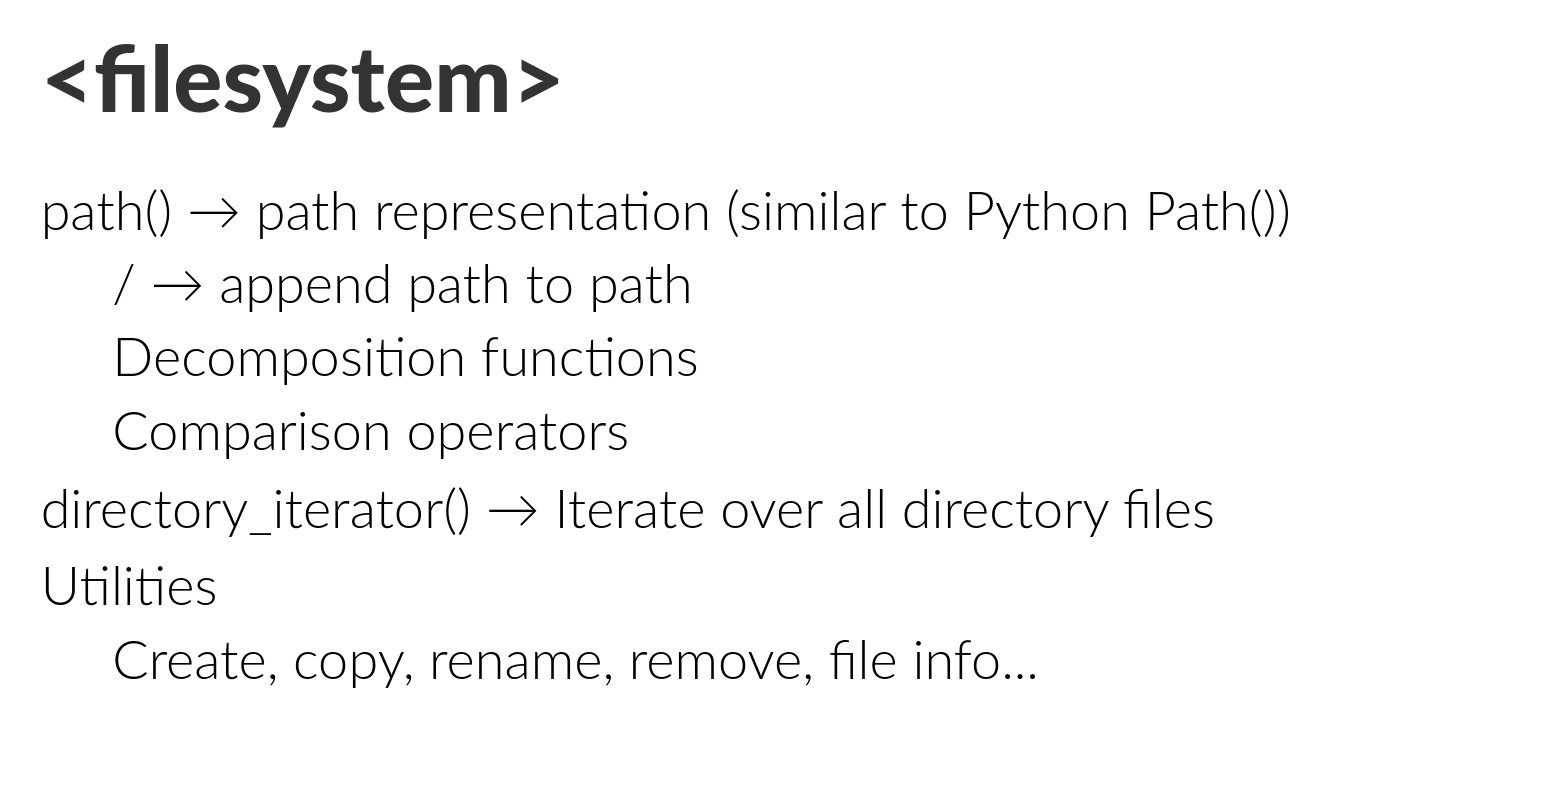 <filesystem>
path() → path representation (similar to Python Path())
/ → append path to path
Decomposition functions
Comparison operators
directory_iterator() → Iterate over all directory files
Utilities
Create, copy, rename, remove, file info...